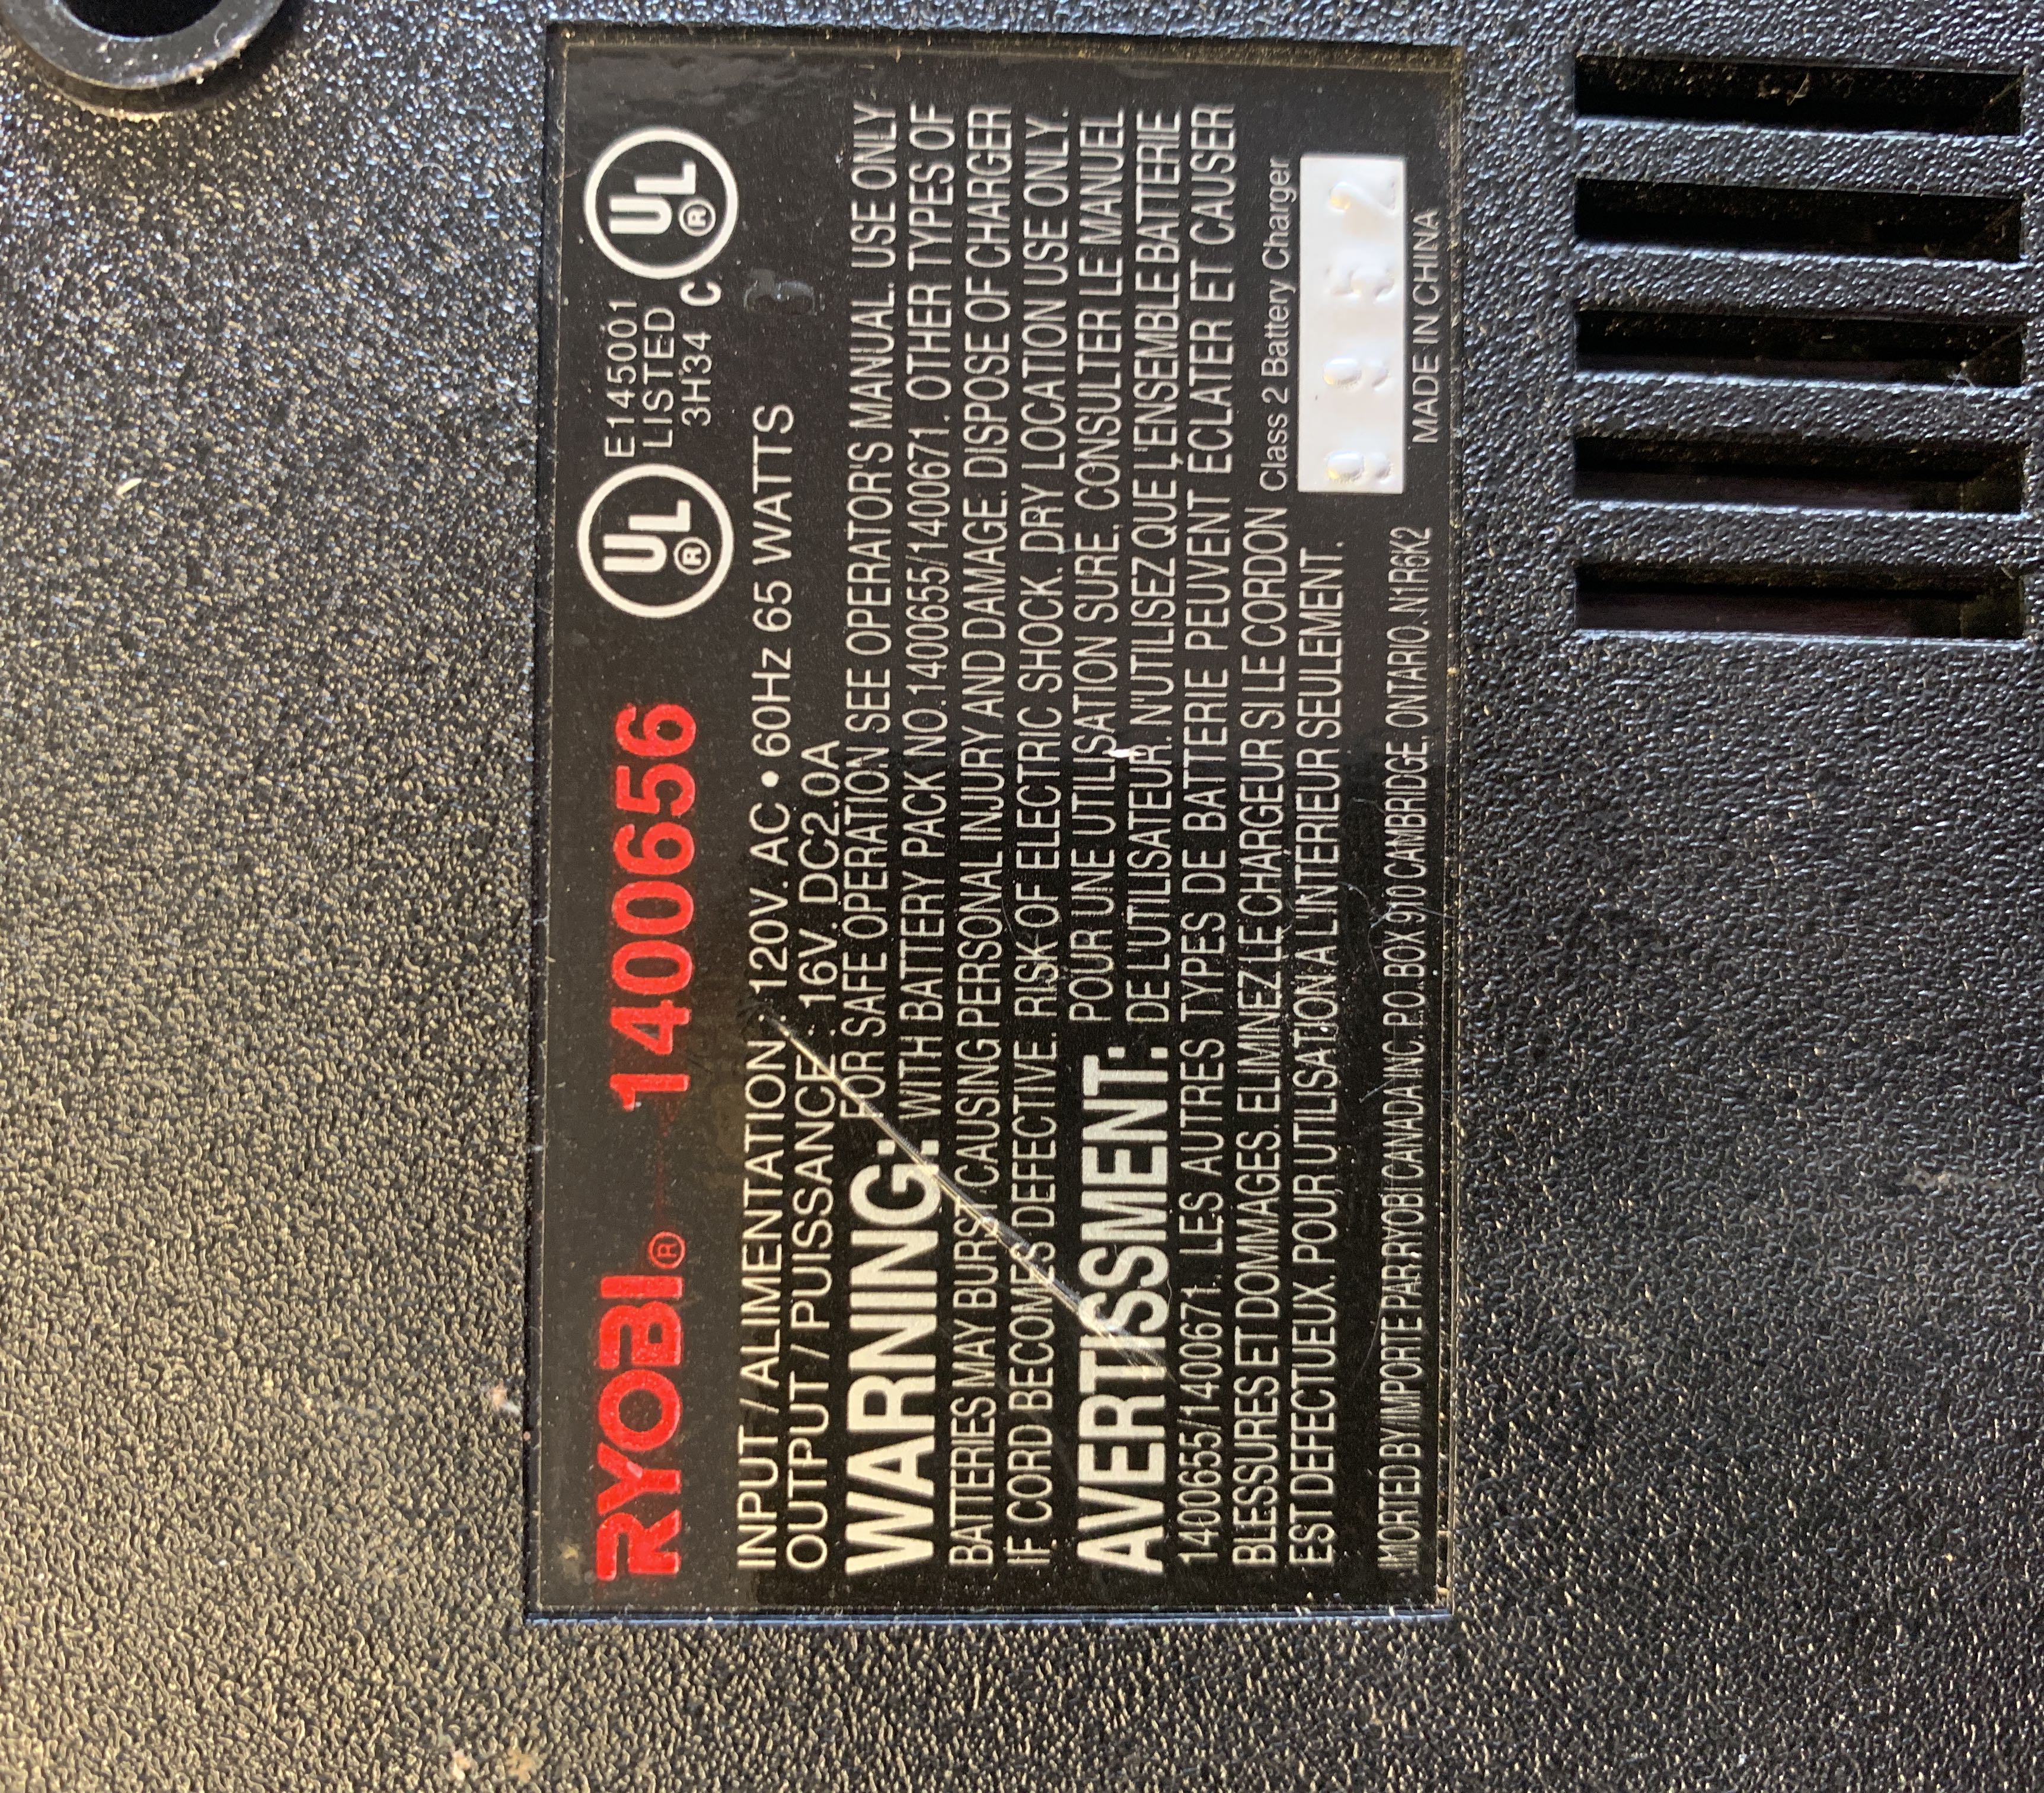 RYOBI® 1400656
UL® E145001 LISTED 3H34 C UL®
INPUT / ALIMENTATION : 120V. AC • 60Hz 65 WATTS
OUTPUT / PUISSANCE : 16V. DC2.0A
WARNING: FOR SAFE OPERATION SEE OPERATOR'S MANUAL. USE ONLY
WITH BATTERY PACK NO.1400655/1400671. OTHER TYPES OF
BATTERIES MAY BURST CAUSING PERSONAL INJURY AND DAMAGE. DISPOSE OF CHARGER
IF CORD BECOMES DEFECTIVE. RISK OF ELECTRIC SHOCK. DRY LOCATION USE ONLY.
AVERTISSMENT: POUR UNE UTILISATION SURE, CONSULTER LE MANUEL
DE L'UTILISATEUR. N'UTILISEZ QUE L'ENSEMBLE BATTERIE
1400655/1400671. LES AUTRES TYPES DE BATTERIE PEUVENT ECLATER ET CAUSER
BLESSURES ET DOMMAGES. ELIMINEZ LE CHARGEUR SI LE CORDON Class 2 Battery Charger
EST DEFECTUEUX. POUR UTILISATION A L'INTERIEUR SEULEMENT.
9952
IMORTED BY/IMPORTE PAR RYOBI CANADA INC. P.O. BOX 910 CAMBRIDGE, ONTARIO. N1R6K2 MADE IN CHINA